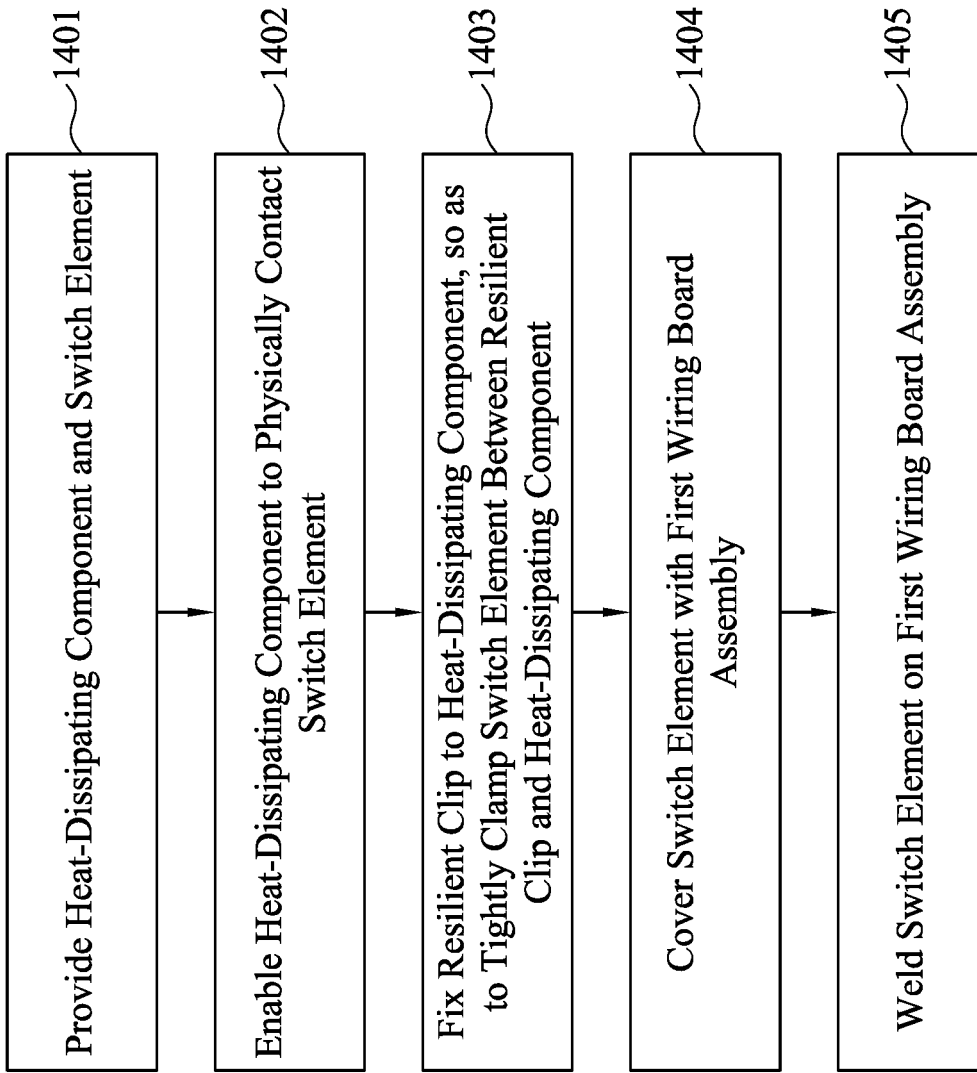 Provide Heat-Dissipating Component and Switch Element
1401
Enable Heat-Dissipating Component to Physically Contact
Switch Element
1402
Fix Resilient Clip to Heat-Dissipating Component, so as
to Tightly Clamp Switch Element Between Resilient
Clip and Heat-Dissipating Component
1403
Cover Switch Element with First Wiring Board
Assembly
1404
Weld Switch Element on First Wiring Board Assembly
1405